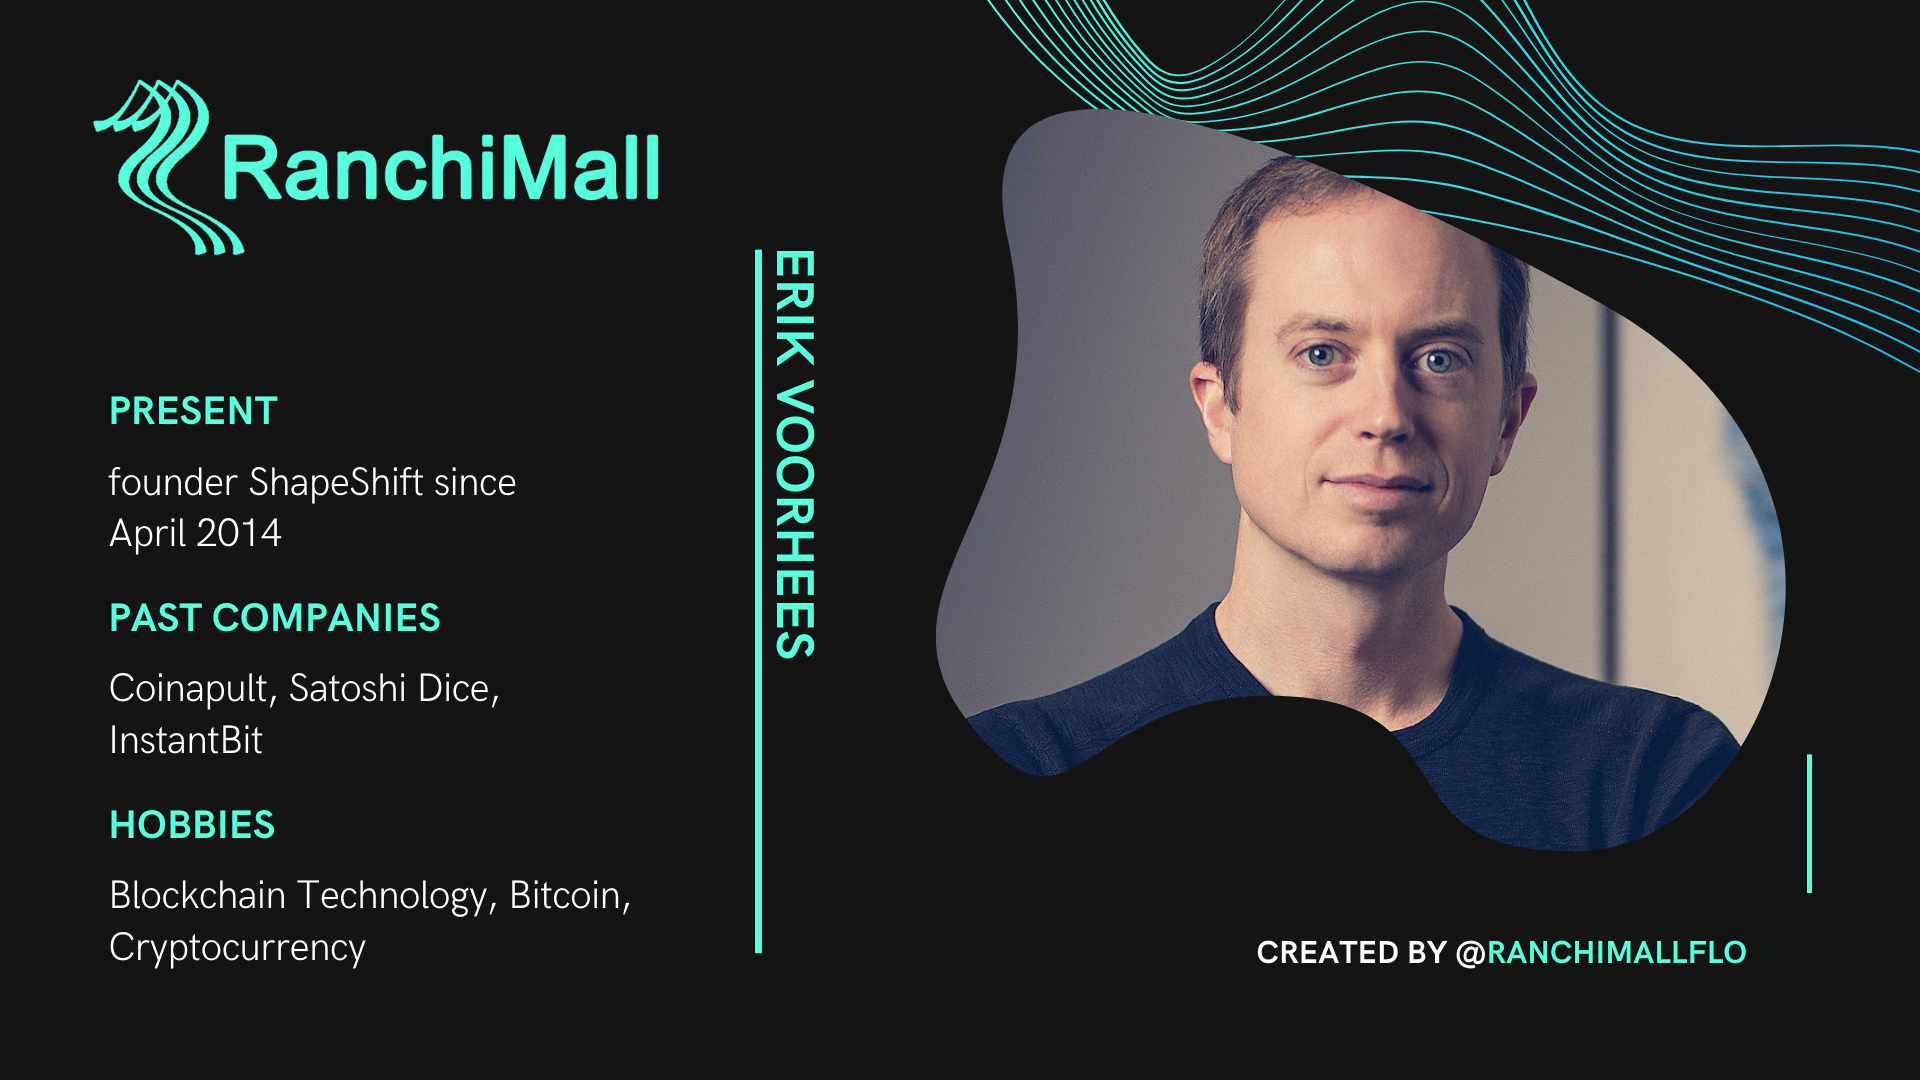 RanchiMall
PRESENT
founder ShapeShift since
April 2014
PAST COMPANIES
Coinapult, Satoshi Dice,
InstantBit
HOBBIES
Blockchain Technology, Bitcoin,
Cryptocurrency
ERIK VOORHEES
CREATED BY @RANCHIMALLFLO